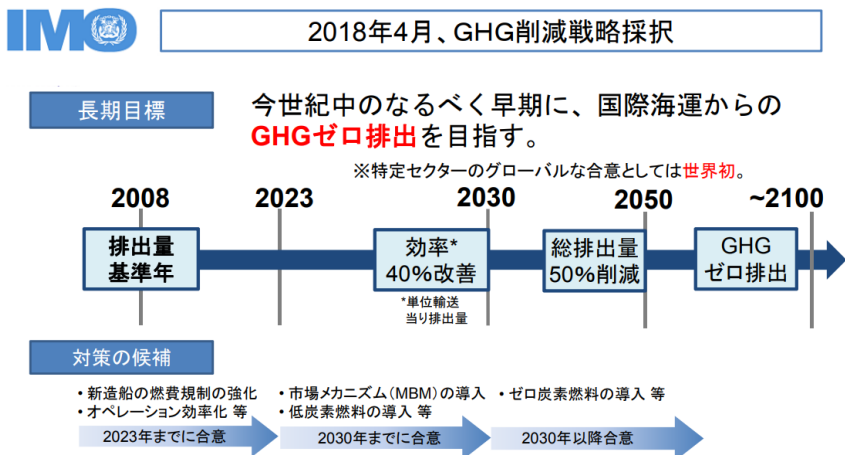 IMO
2018年4月、GHG削減戦略採択
長期目標
今世紀中のなるべく早期に、国際海運からの
GHGゼロ排出を目指す。
※特定セクターのグローバルな合意としては世界初。
2008
2023
2030
2050
~2100
排出量
基準年
効率*
40%改善
*単位輸送
当り排出量
総排出量
50%削減
GHG
ゼロ排出
対策の候補
・新造船の燃費規制の強化
・オペレーション効率化 等
・市場メカニズム(MBM)の導入
・低炭素燃料の導入 等
・ゼロ炭素燃料の導入 等
2023年までに合意
2030年までに合意
2030年以降合意